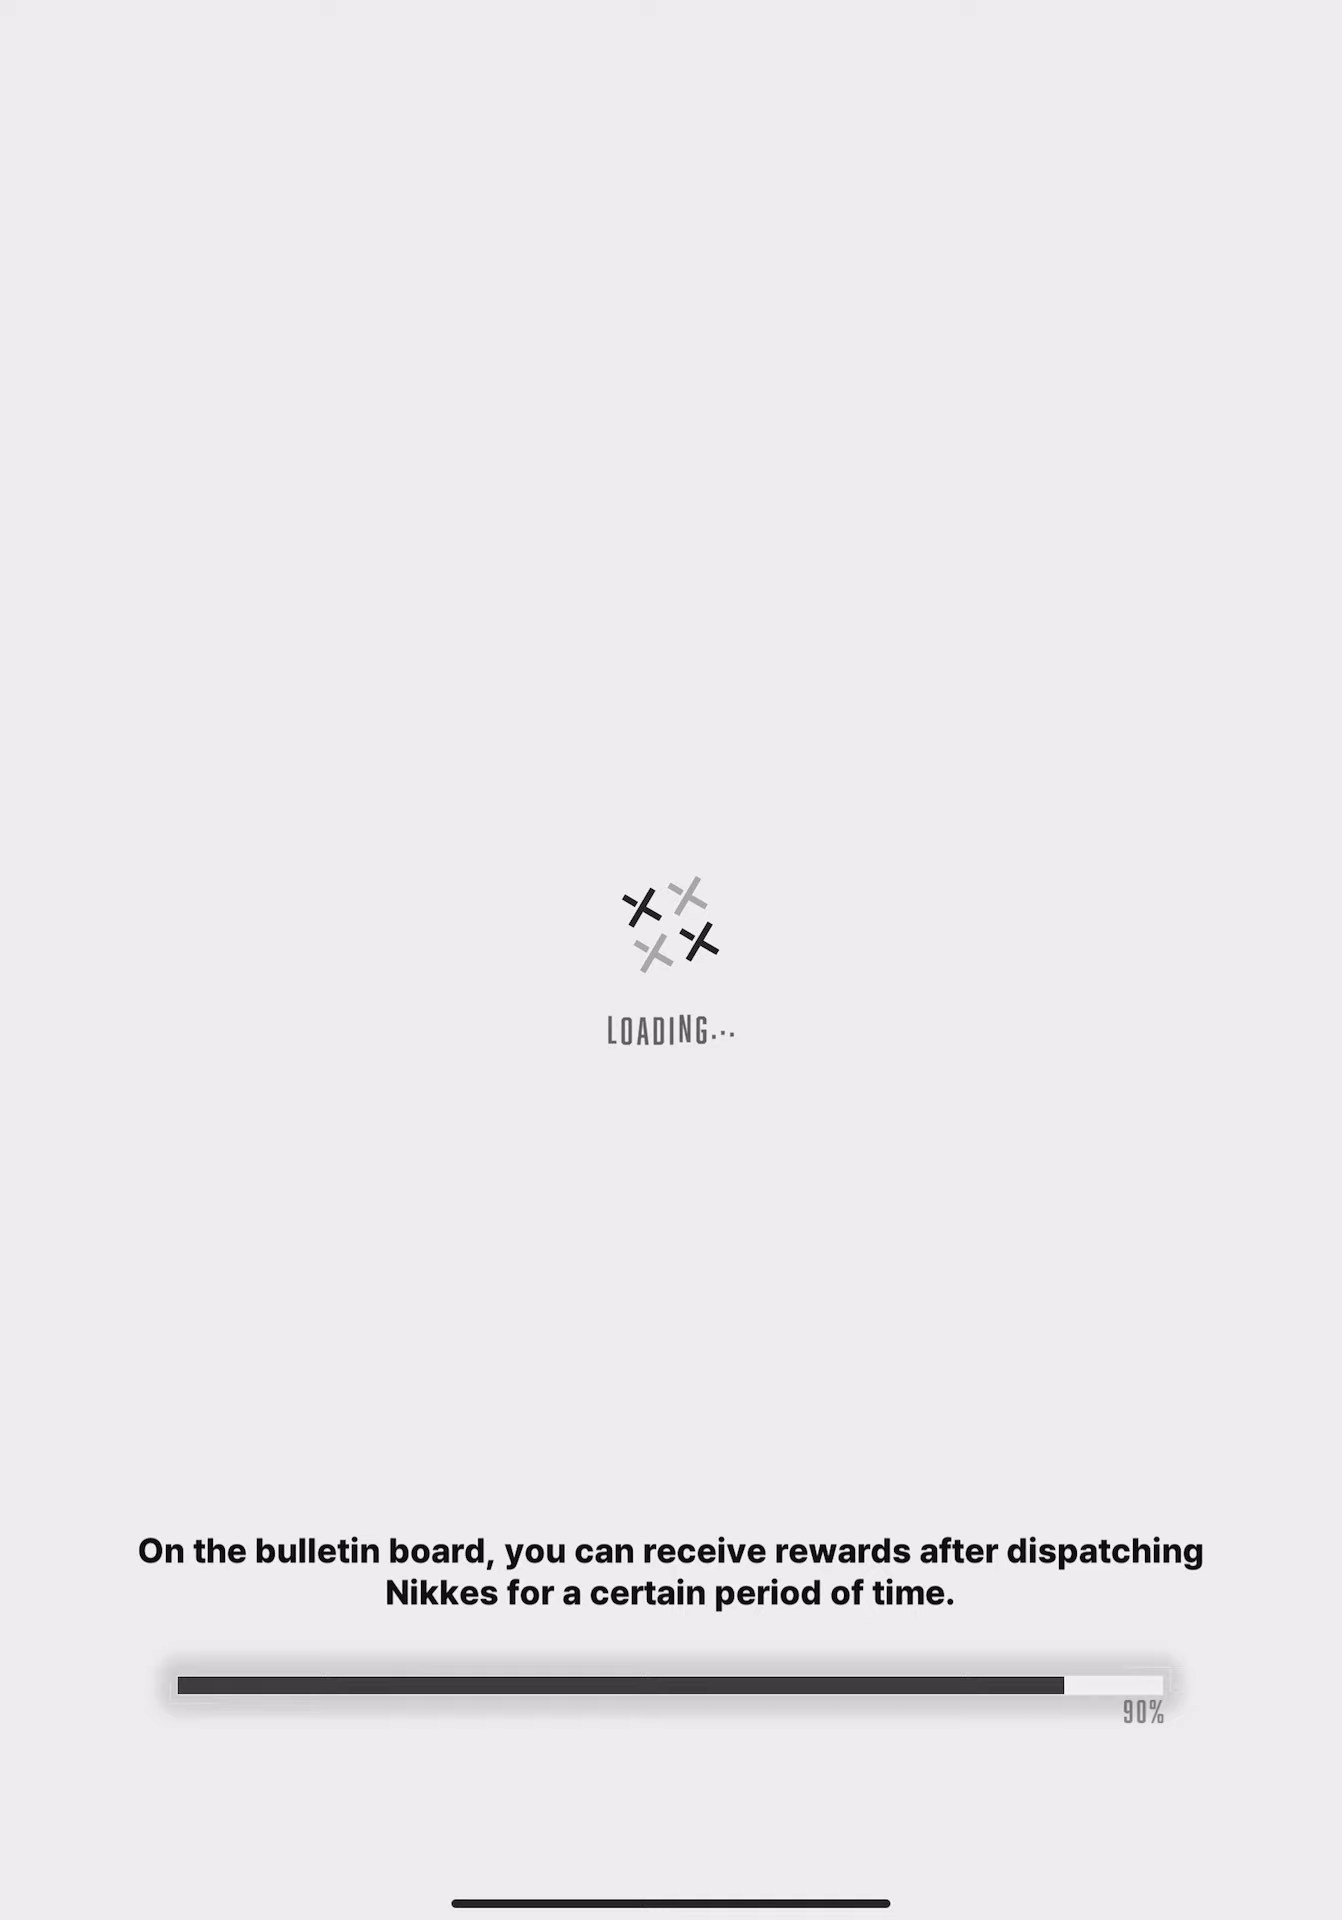 LOADING...
On the bulletin board, you can receive rewards after dispatching
Nikkes for a certain period of time.
90%